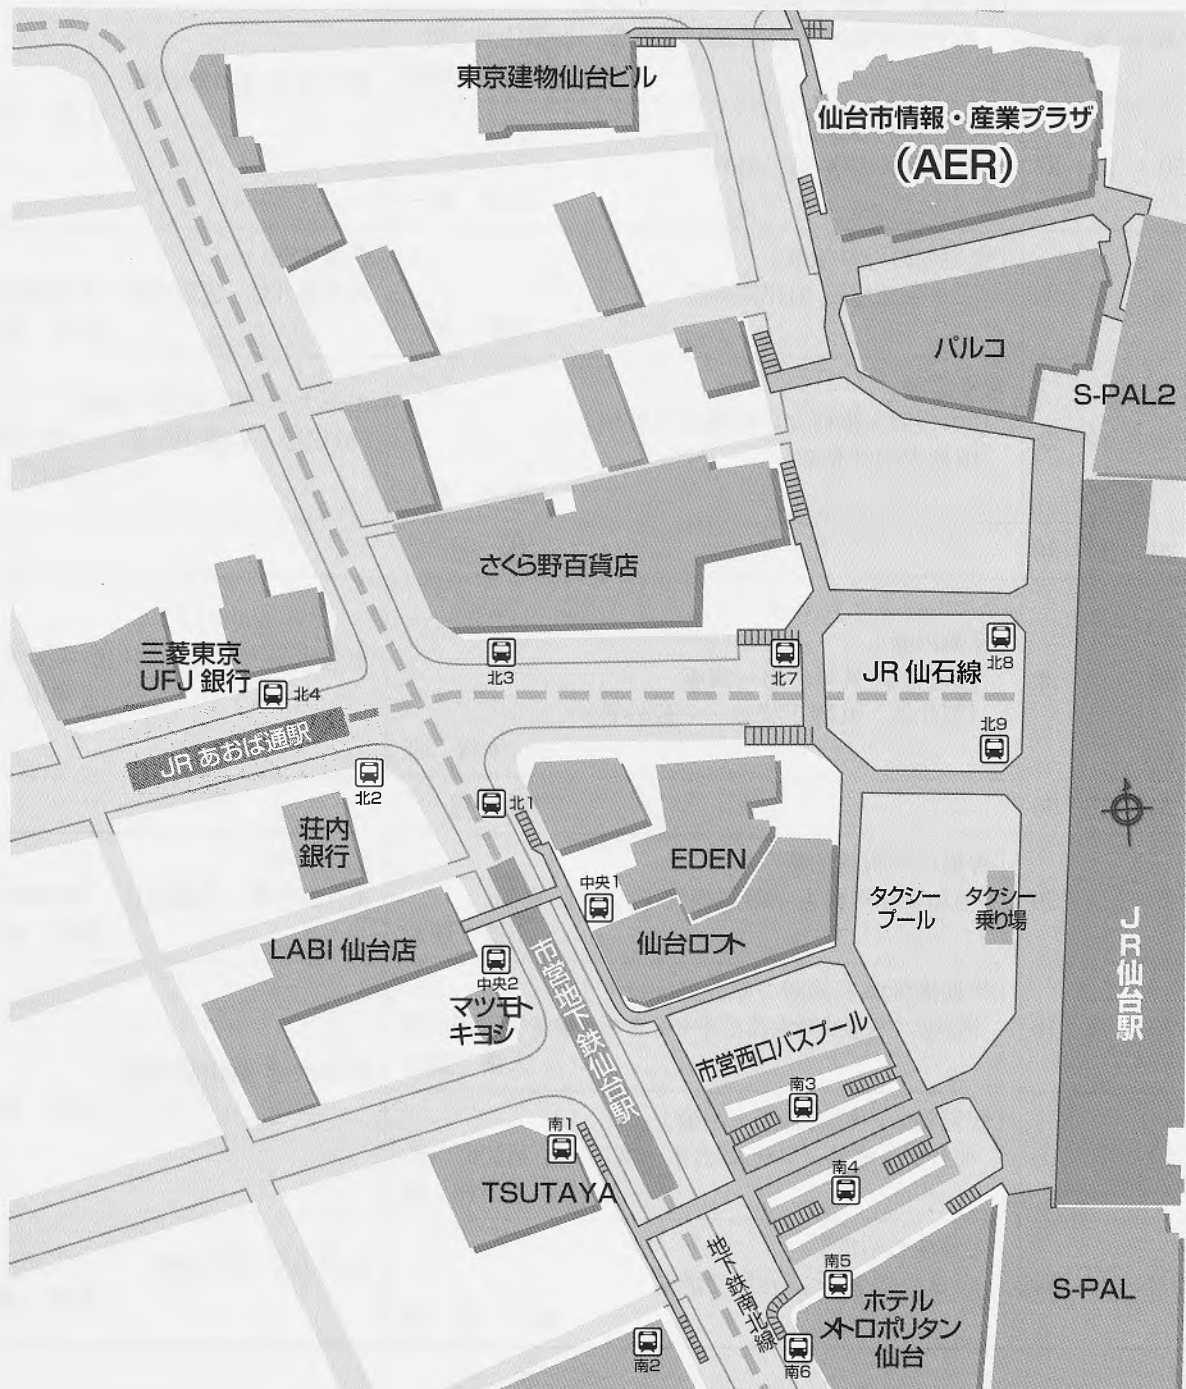 東京建物仙台ビル
仙台市情報・産業プラザ
（AER）
パルコ
S-PAL2
さくら野百貨店
三菱東京
UFJ 銀行
北4
北3
北7
JR 仙石線
北8
北9
JR あおば通駅
北2
北1
荘内
銀行
EDEN
中央1
タクシー
プール
タクシー
乗り場
LABI 仙台店
仙台ロフト
中央2
マツモト
キヨシ
市営地下鉄仙台駅
JR仙台駅
市営西口バスプール
南3
南1
南4
TSUTAYA
地下鉄南北線
南5
ホテル
メトロポリタン
仙台
S-PAL
南2
南6